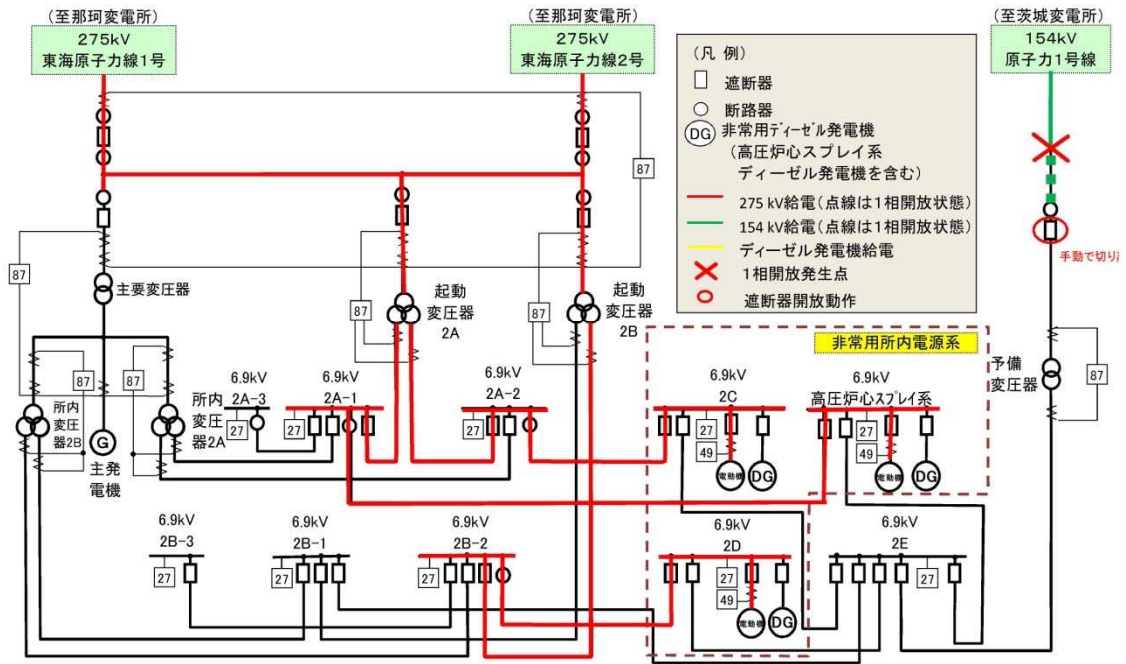 (至那珂変電所)
275kV
東海原子力線1号
(至那珂変電所)
275kV
東海原子力線2号
(至茨城変電所)
154kV
原子力1号線
(凡 例)
遮断器
断路器
DG
非常用ディーゼル発電機
(高圧炉心スプレイ系
ディーゼル発電機を含む)
275 kV給電(点線は1相開放状態)
154 kV給電(点線は1相開放状態)
ディーゼル発電機給電
1相開放発生点
遮断器開放動作
手動で切り
87
87
主要変圧器
87
起動
変圧器
2A
87
起動
変圧器
2B
非常用所内電源系
予備
変圧器
87
87
87
所内
変圧
器2B
G
主発
電機
所内
変圧
器2A
6.9kV
2A-3
27
6.9kV
2A-1
27
6.9kV
2A-2
27
6.9kV
2C
27
49
電動機
DG
6.9kV
高圧炉心スプレイ系
27
49
電動機
DG
6.9kV
2B-3
27
6.9kV
2B-1
27
6.9kV
2B-2
27
6.9kV
2D
27
49
電動機
DG
6.9kV
2E
27